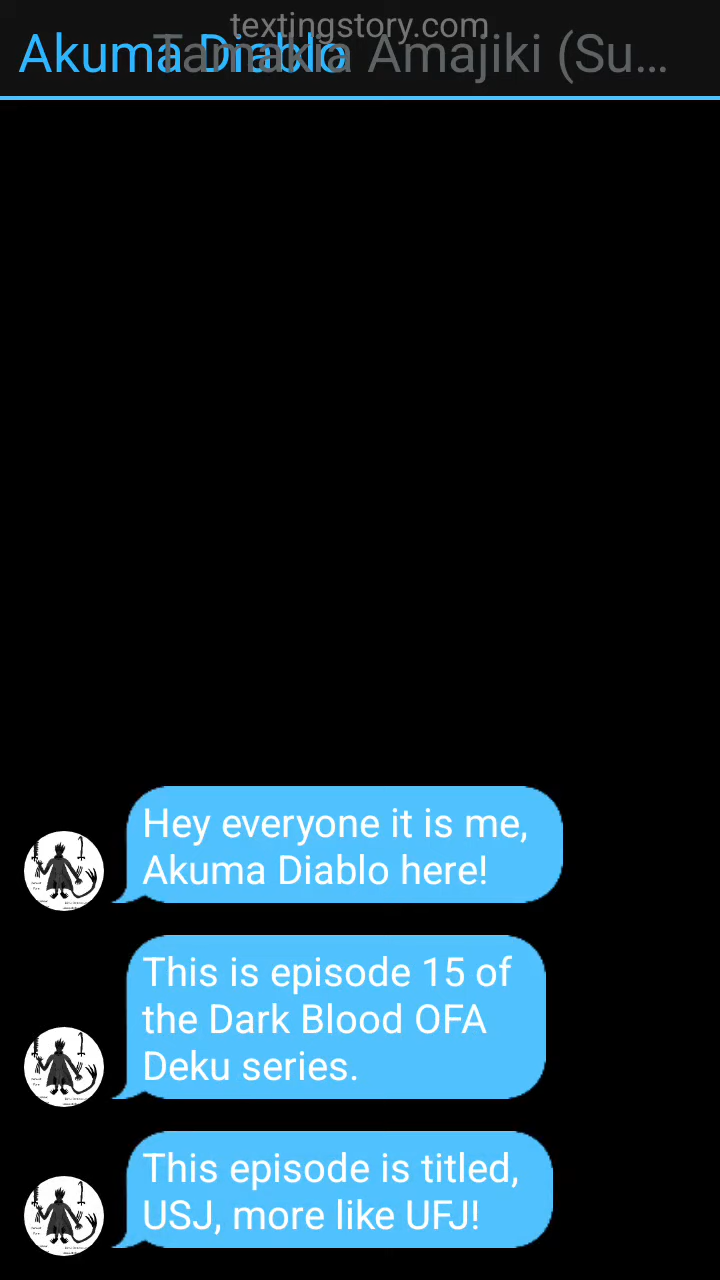 textingstory.com
Akuma Diablo
Amajiki (Su...
Hey everyone it is me,
Akuma Diablo here!
This is episode 15 of
the Dark Blood OFA
Deku series.
This episode is titled,
USJ, more like UFJ!